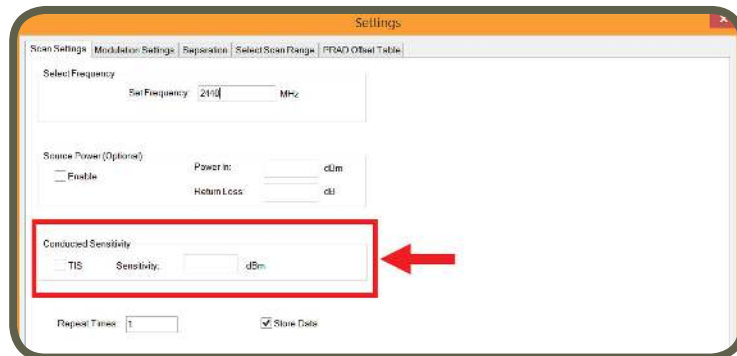 Settings
Scan Settings Modulation Settings Separation Select Scan Range PRAD Offset Table
Select Frequency
Set Frequency: 2440 MHz
Source Power (Optional)
Enable Power In: dBm
Return Loss: dB
Conducted Sensitivity
TIS Sensitivity: dBm
Repeat Times: 1 Store Data